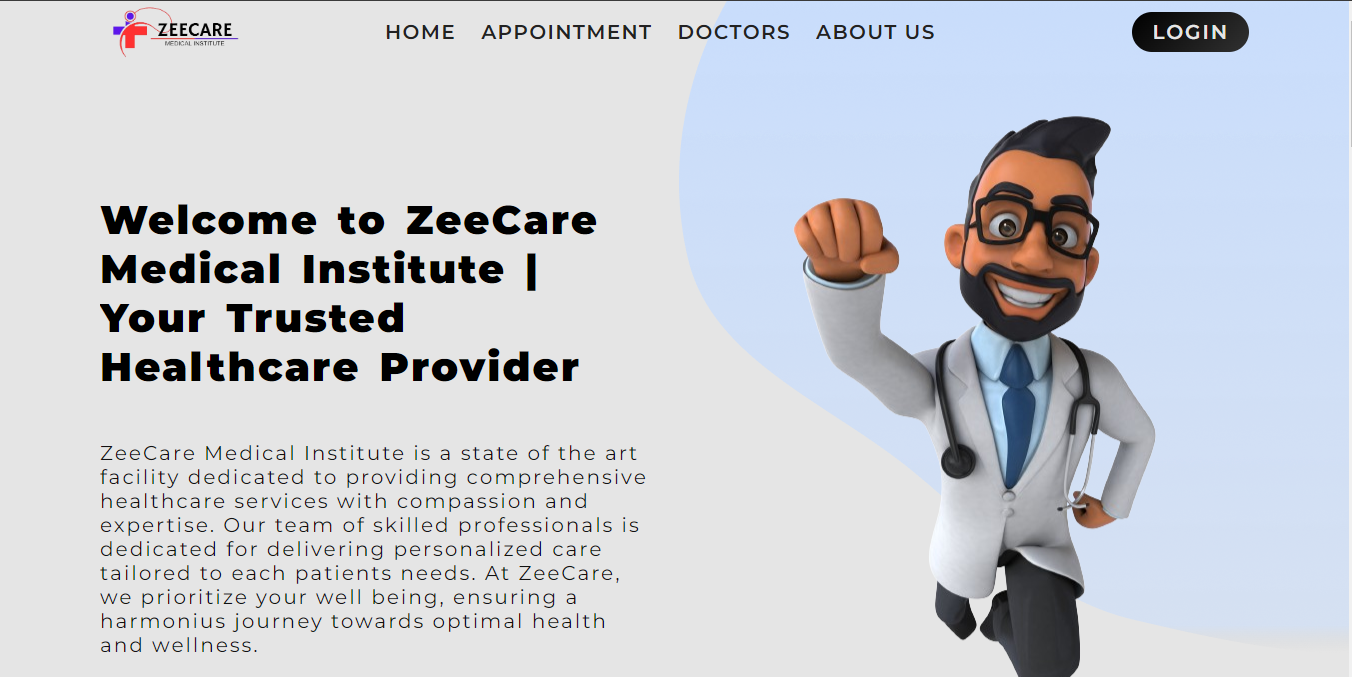 ZEECARE
MEDICAL INSTITUTE
HOME APPOINTMENT DOCTORS ABOUT US LOGIN
Welcome to ZeeCare
Medical Institute |
Your Trusted
Healthcare Provider
ZeeCare Medical Institute is a state of the art
facility dedicated to providing comprehensive
healthcare services with compassion and
expertise. Our team of skilled professionals is
dedicated for delivering personalized care
tailored to each patients needs. At ZeeCare,
we prioritize your well being, ensuring a
harmonius journey towards optimal health
and wellness.